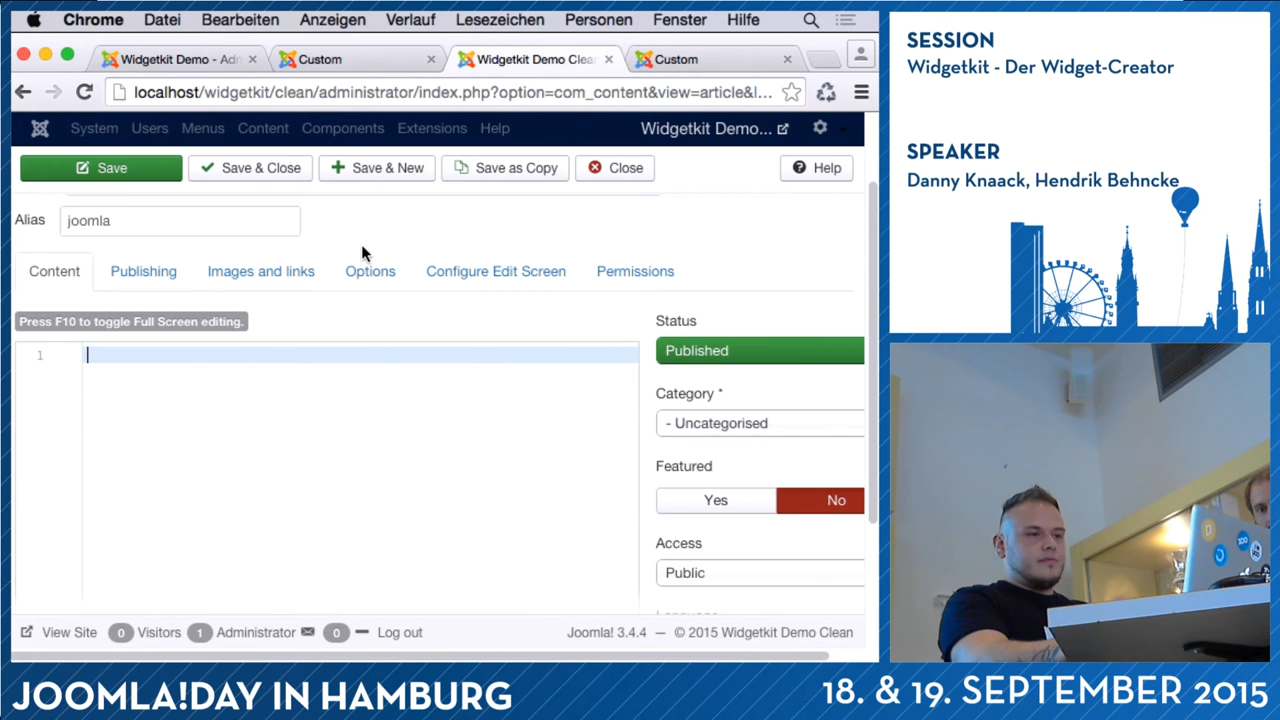 Chrome Datei Bearbeiten Anzeigen Verlauf Lesezeichen Personen Fenster Hilfe
Widgetkit Demo - Adr Custom Widgetkit Demo Clea Custom
localhost/widgetkit/clean/administrator/index.php?option=com_content&view=article&l...
System Users Menus Content Components Extensions Help Widgetkit Demo...
Save Save & Close Save & New Save as Copy Close Help
Alias joomla
Content Publishing Images and links Options Configure Edit Screen Permissions
Press F10 to toggle Full Screen editing.
1
Status
Published
Category *
- Uncategorised
Featured
Yes No
Access
Public
View Site 0 Visitors 1 Administrator 0 Log out Joomla! 3.4.4 — © 2015 Widgetkit Demo Clean
SESSION
Widgetkit - Der Widget-Creator
SPEAKER
Danny Knaack, Hendrik Behncke
JOOMLA!DAY IN HAMBURG
18. & 19. SEPTEMBER 2015